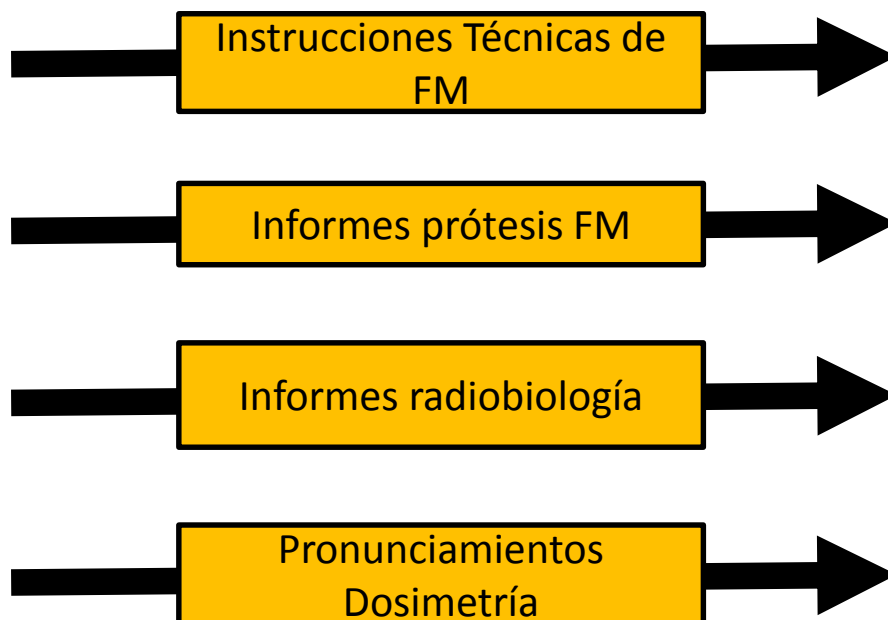 Instrucciones Técnicas de
FM
Informes prótesis FM
Informes radiobiología
Pronunciamientos
Dosimetría